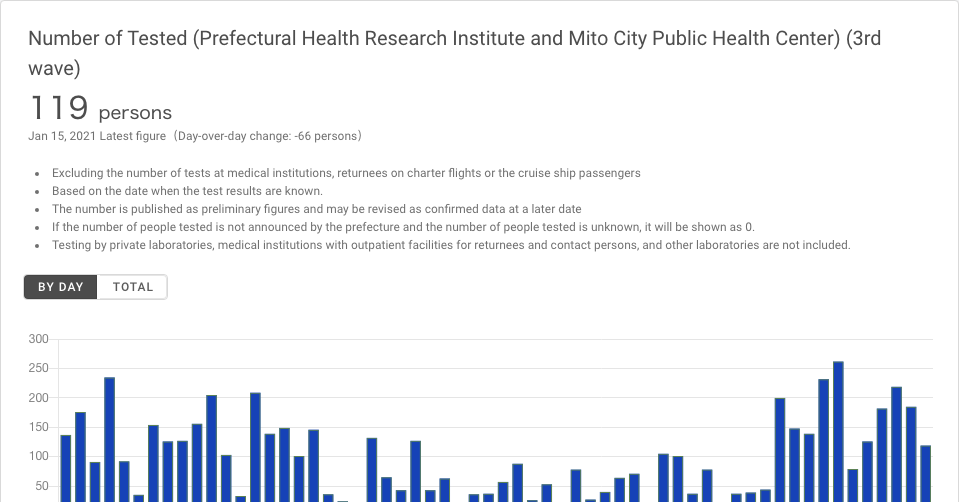 Number of Tested (Prefectural Health Research Institute and Mito City Public Health Center) (3rd
wave)
119 persons
Jan 15, 2021 Latest figure（Day-over-day change: -66 persons）
• Excluding the number of tests at medical institutions, returnees on charter flights or the cruise ship passengers
• Based on the date when the test results are known.
• The number is published as preliminary figures and may be revised as confirmed data at a later date
• If the number of people tested is not announced by the prefecture and the number of people tested is unknown, it will be shown as 0.
• Testing by private laboratories, medical institutions with outpatient facilities for returnees and contact persons, and other laboratories are not included.
BY DAY TOTAL
300
250
200
150
100
50